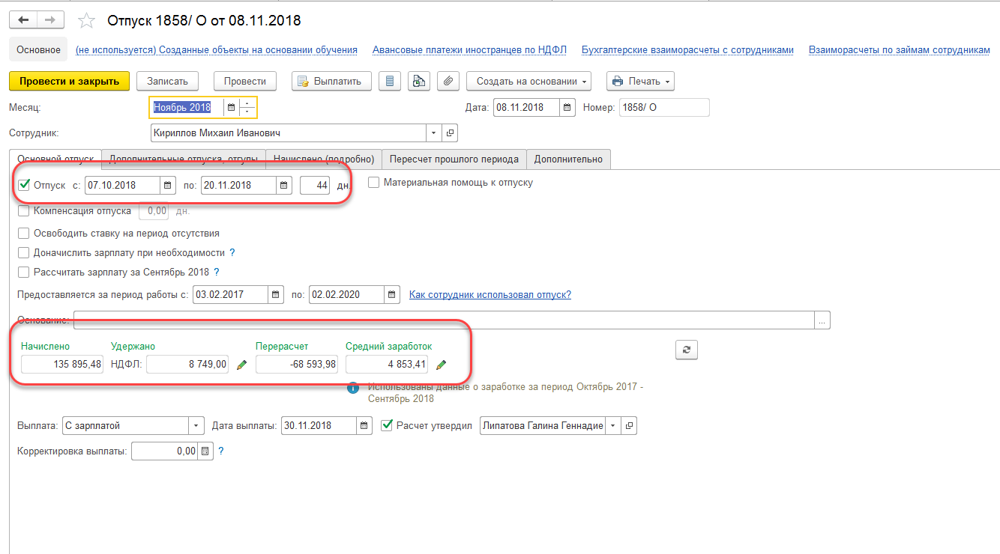 Отпуск 1858/ О от 08.11.2018
Основное (не используется) Созданные объекты на основании обучения Авансовые платежи иностранцев по НДФЛ Бухгалтерские взаиморасчеты с сотрудниками Взаиморасчеты по займам сотрудникам
Провести и закрыть Записать Провести Выплатить Создать на основании Печать
Месяц: Ноябрь 2018 Дата: 08.11.2018 Номер: 1858/ О
Сотрудник: Кириллов Михаил Иванович
Основной отпуск Дополнительные отпуска, отгулы Начислено (подробно) Пересчет прошлого периода Дополнительно
Отпуск с: 07.10.2018 по: 20.11.2018 44 дн. Материальная помощь к отпуску
Компенсация отпуска 0,00 дн.
Освободить ставку на период отсутствия
Доначислить зарплату при необходимости ?
Рассчитать зарплату за Сентябрь 2018 ?
Предоставляется за период работы с: 03.02.2017 по: 02.02.2020 Как сотрудник использовал отпуск?
Основание: ...
Начислено Удержано Перерасчет Средний заработок
135 895,48 НДФЛ: 8 749,00 -68 593,98 4 853,41
Использованы данные о заработке за период Октябрь 2017 -
Сентябрь 2018
Выплата: С зарплатой Дата выплаты: 30.11.2018 Расчет утвердил Липатова Галина Геннадие
Корректировка выплаты: 0,00 ?